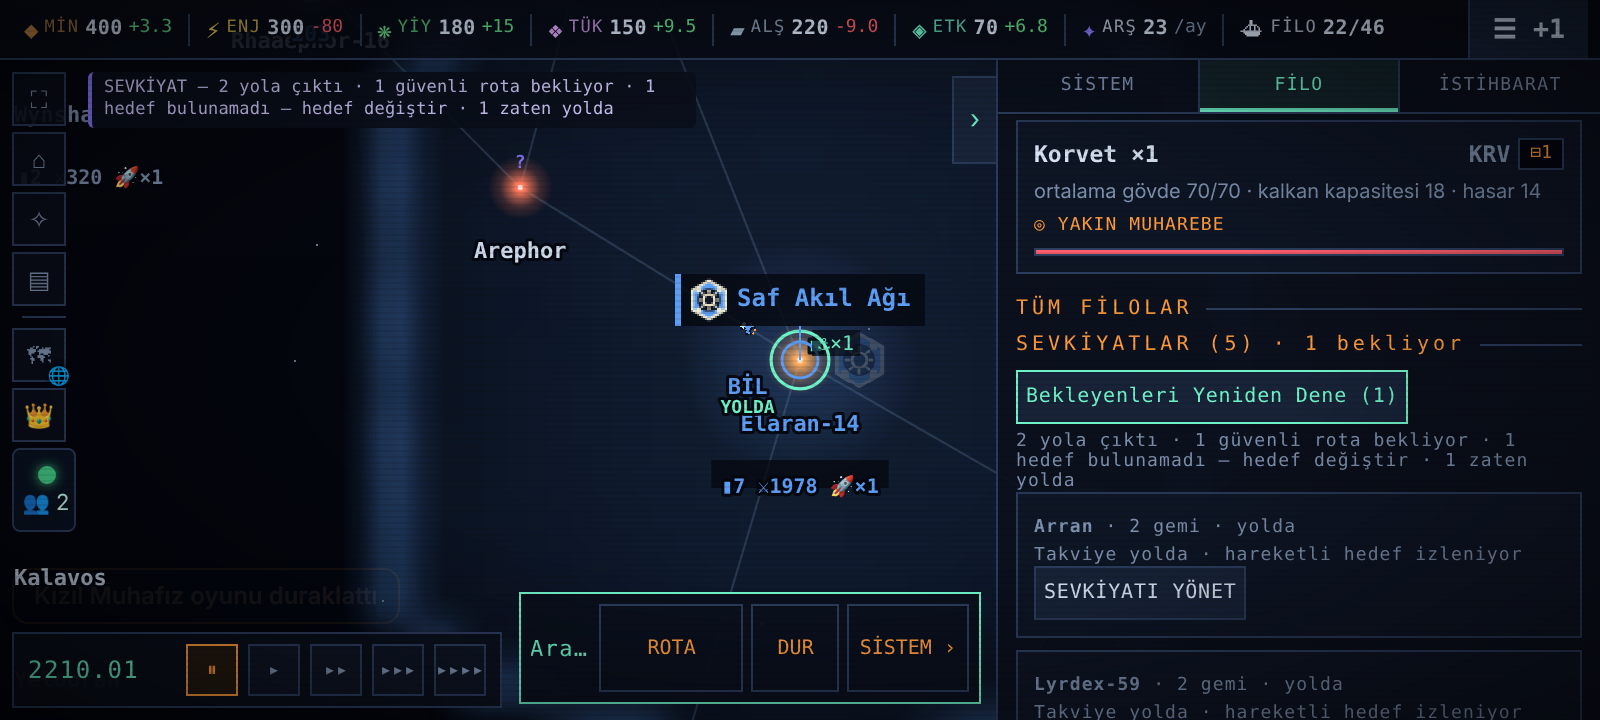 MİN 400 +3.3 ENJ 300 -80 YİY 180 +15 TÜK 150 +9.5 ALŞ 220 -9.0 ETK 70 +6.8 ARŞ 23 /ay FİLO 22/46 ☰ +1
SEVKİYAT — 2 yola çıktı · 1 güvenli rota bekliyor · 1
hedef bulunamadı — hedef değiştir · 1 zaten yolda
320 🚀×1
?
Arephor
Saf Akıl Ağı
×1
BİL
YOLDA
Elaran-14
7 ⚔1978 🚀×1
👥 2
Kalavos
Kızıl Muhafız oyunu duraklattı.
2210.01
Ara…
ROTA
DUR
SİSTEM ›
›
SİSTEM
FİLO
İSTİHBARAT
Korvet ×1
KRV ⊟1
ortalama gövde 70/70 · kalkan kapasitesi 18 · hasar 14
◎ YAKIN MUHAREBE
TÜM FİLOLAR
SEVKİYATLAR (5) · 1 bekliyor
Bekleyenleri Yeniden Dene (1)
2 yola çıktı · 1 güvenli rota bekliyor · 1
hedef bulunamadı — hedef değiştir · 1 zaten
yolda
Arran · 2 gemi · yolda
Takviye yolda · hareketli hedef izleniyor
SEVKİYATI YÖNET
Lyrdex-59 · 2 gemi · yolda
Takviye yolda · hareketli hedef izleniyor